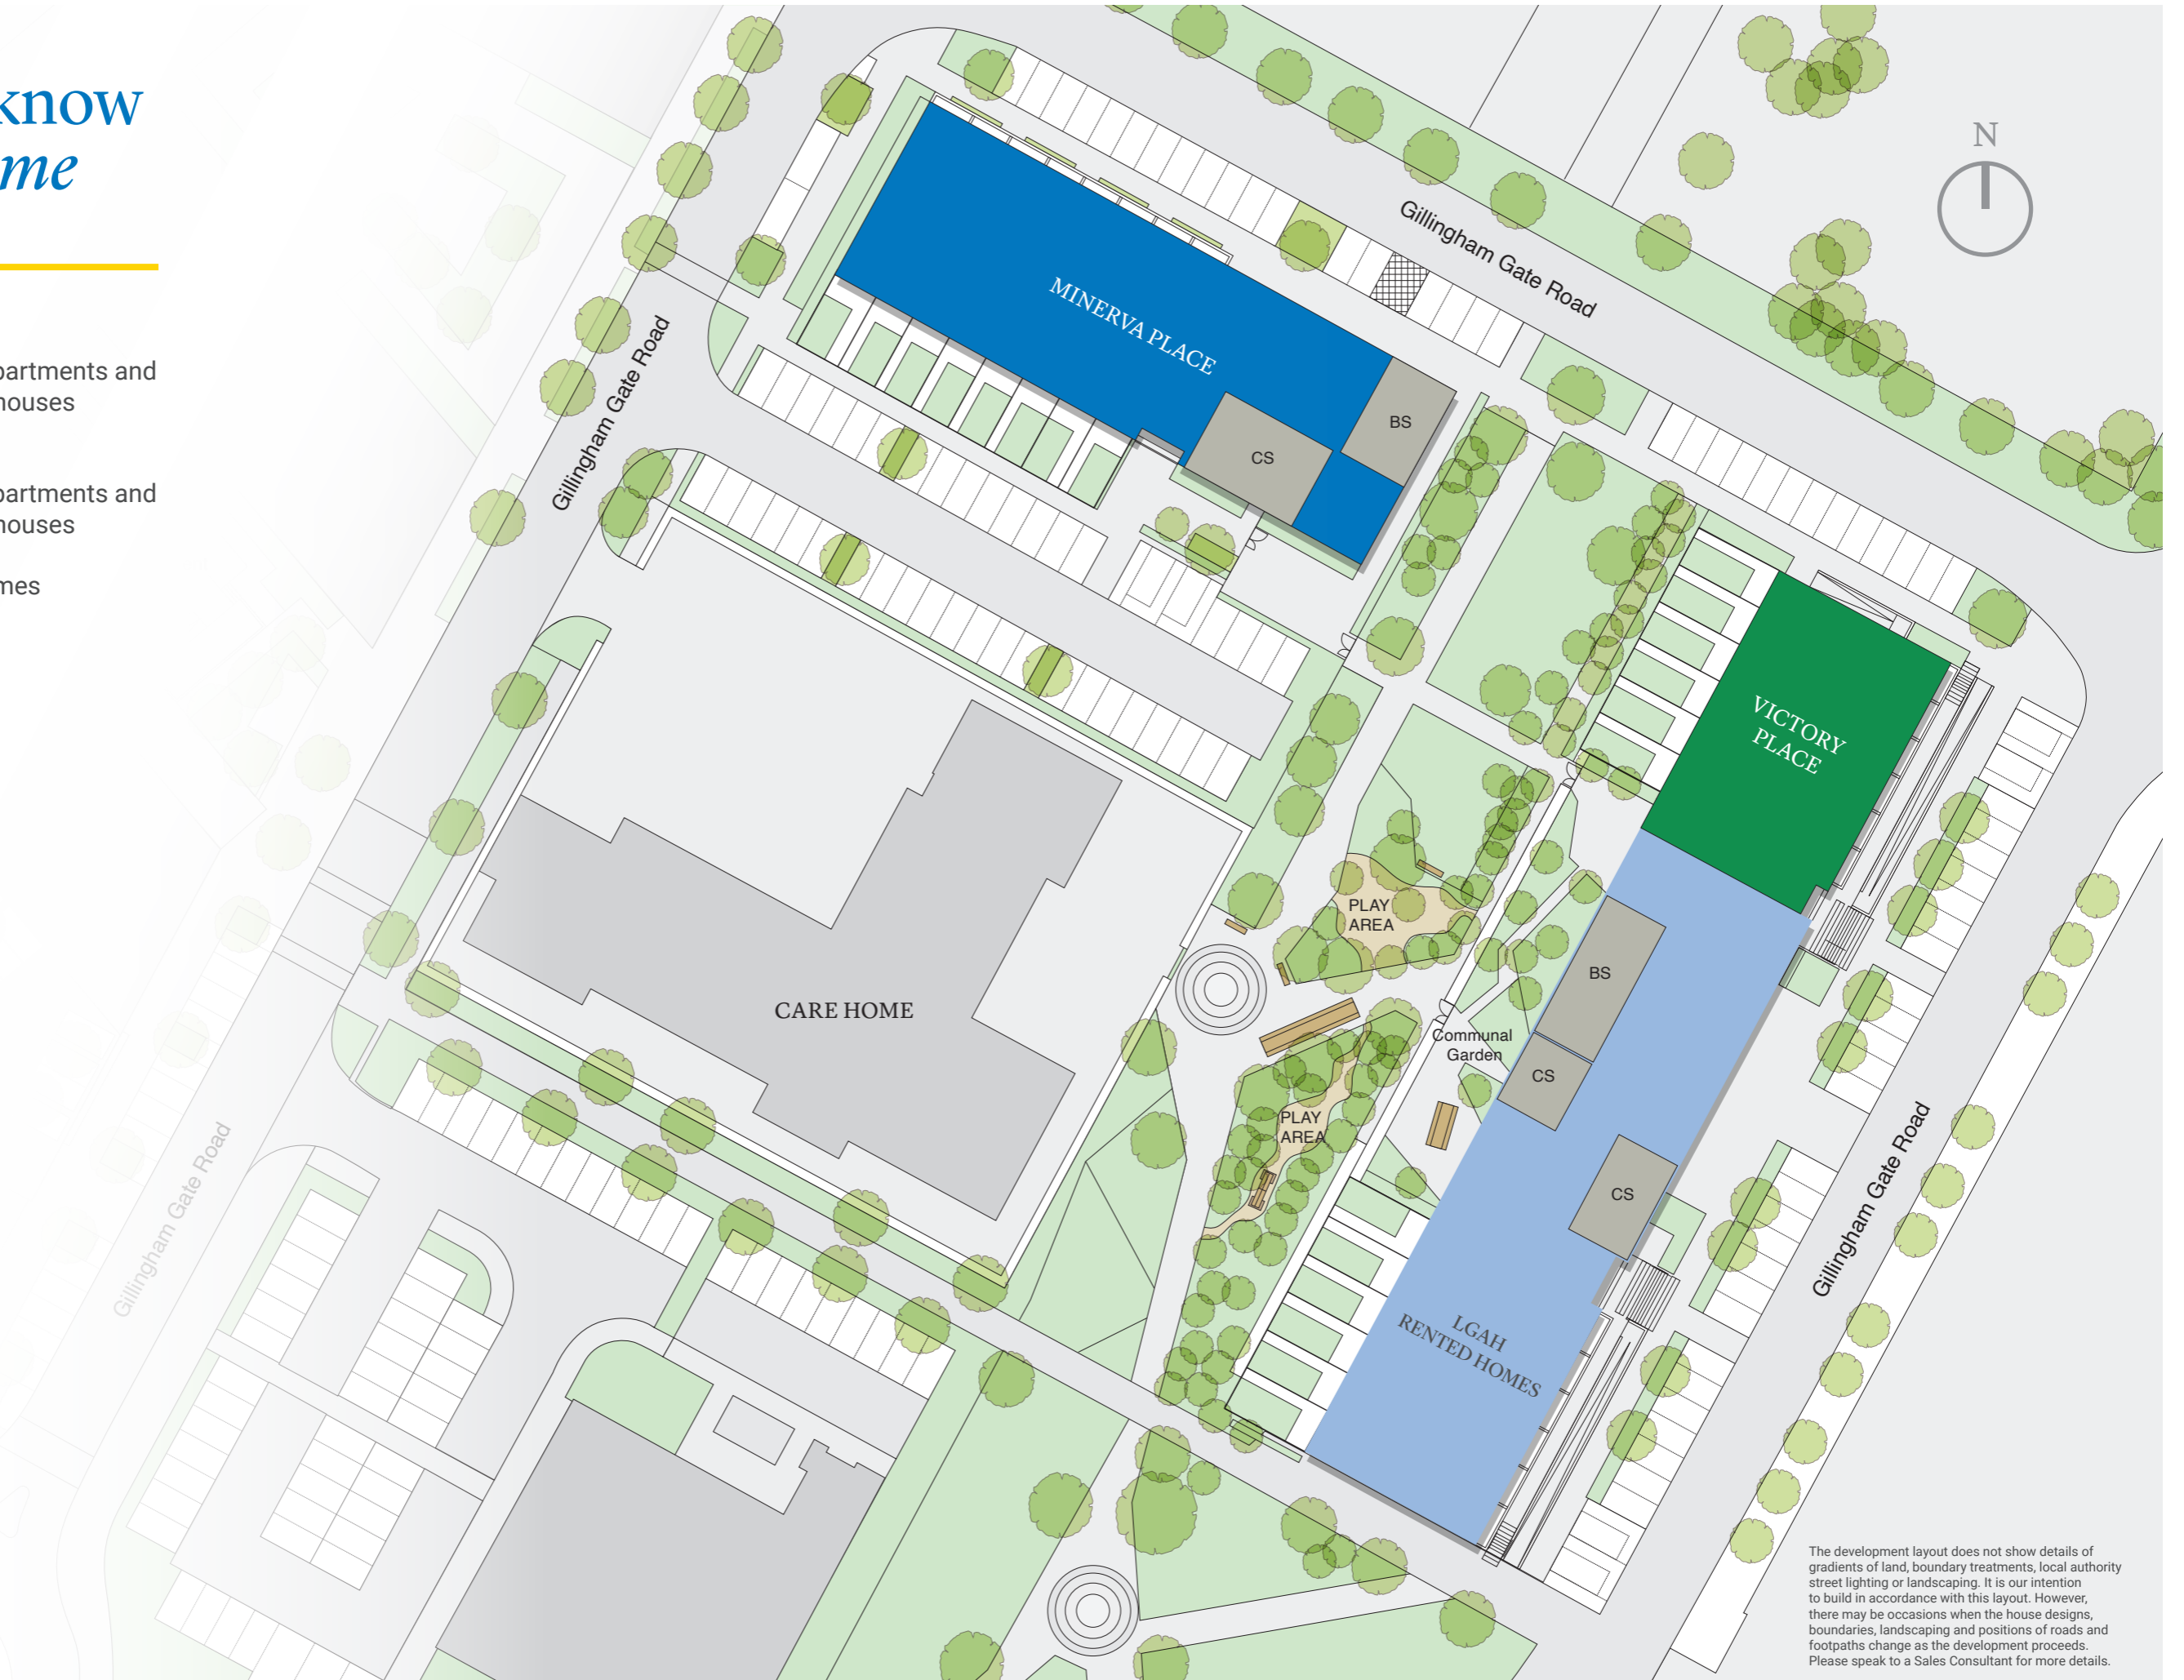 know
me
partments and
houses
partments and
houses
mes
N
Gillingham Gate Road
MINERVA PLACE
BS
CS
Gillingham Gate Road
VICTORY
PLACE
PLAY
AREA
BS
CARE HOME
Communal
Garden
CS
PLAY
AREA
CS
Gillingham Gate Road
Gillingham Gate Road
LGAH
RENTED HOMES
The development layout does not show details of
gradients of land, boundary treatments, local authority
street lighting or landscaping. It is our intention
to build in accordance with this layout. However,
there may be occasions when the house designs,
boundaries, landscaping and positions of roads and
footpaths change as the development proceeds.
Please speak to a Sales Consultant for more details.